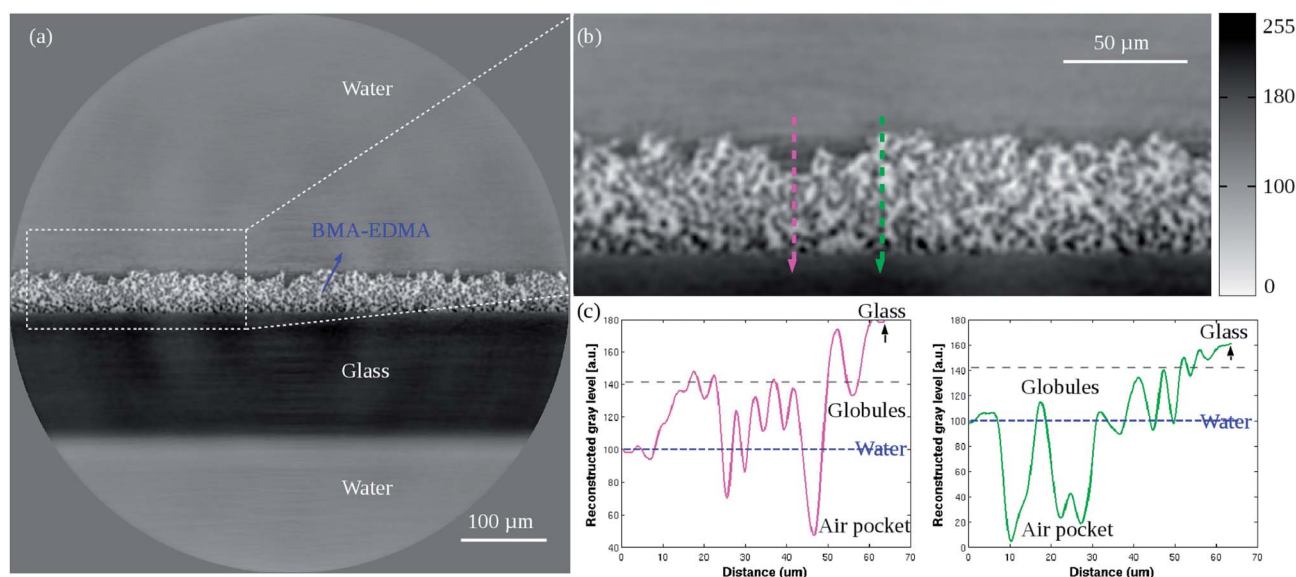 (a)
Water
BMA-EDMA
Glass
Water
100 µm
(b)
50 µm
255
180
100
0
(c)
Reconstructed gray level [a.u.]
180
160
140
120
100
80
60
40
Glass
Globules
Water
Air pocket
0 10 20 30 40 50 60 70
Distance (um)
Reconstructed gray level [a.u.]
180
160
140
120
100
80
60
40
20
0
Glass
Globules
Water
Air pocket
0 10 20 30 40 50 60 70
Distance (um)